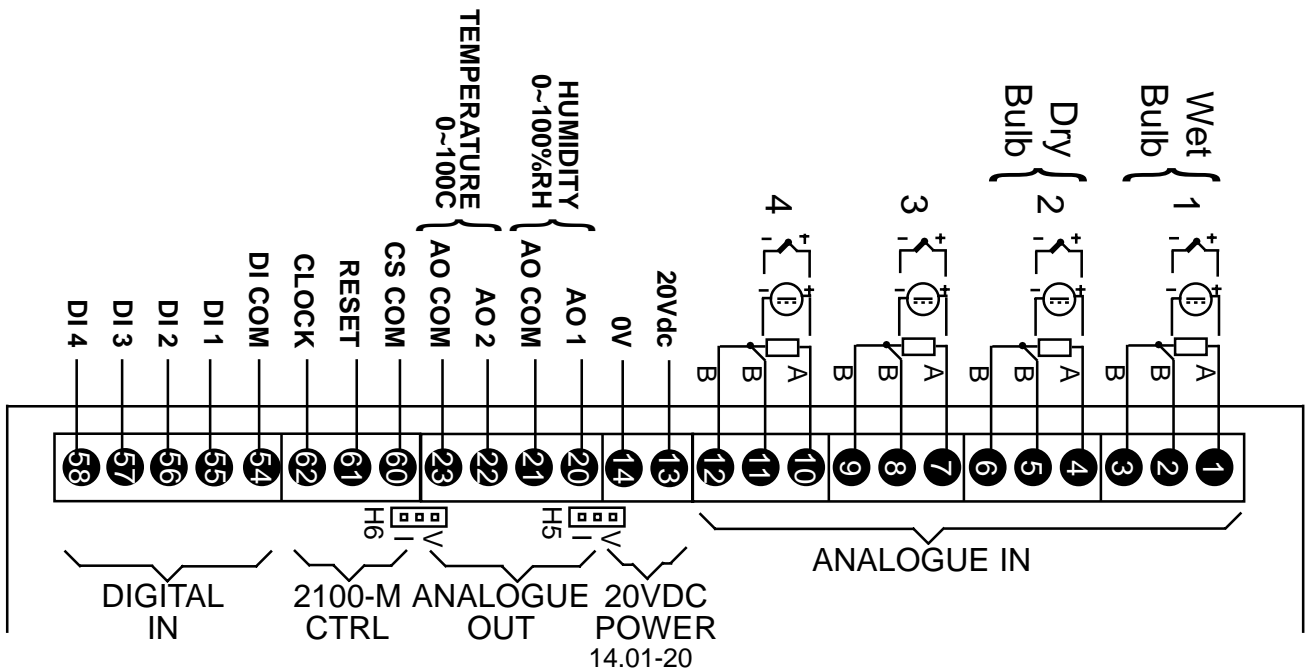 TEMPERATURE
0~100C
HUMIDITY
0~100%RH
Dry
Bulb
Wet
Bulb
4
3
2
1
- +
- +
- +
- +
- +
- +
- +
- +
DI 4
DI 3
DI 2
DI 1
DI COM
CLOCK
RESET
CS COM
AO COM
AO 2
AO COM
AO 1
0V
20Vdc
B B A
B B A
B B A
B B A
58 57 56 55 54 62 61 60 23 22 21 20 14 13 12 11 10 9 8 7 6 5 4 3 2 1
H6
I V
H5
I V
DIGITAL
IN
2100-M
CTRL
ANALOGUE
OUT
20VDC
POWER
14.01-20
ANALOGUE IN